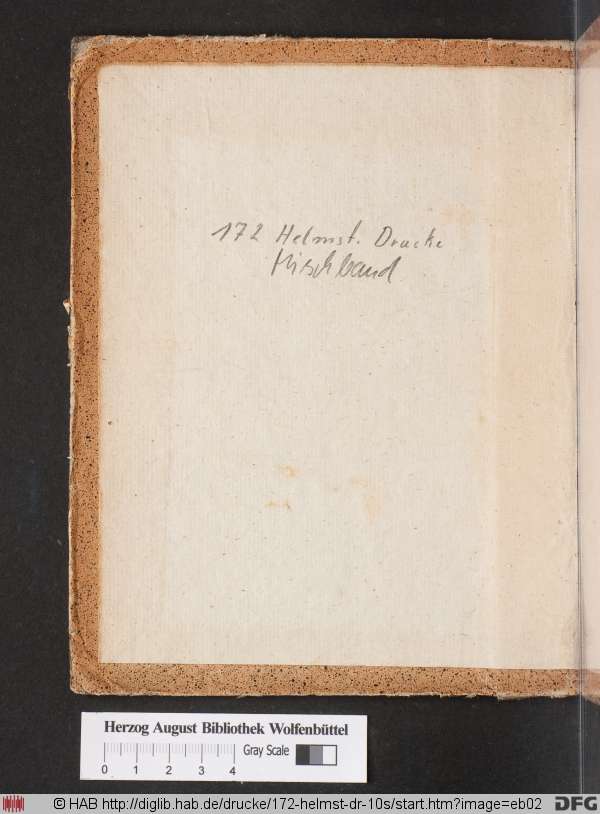 172 Helmst. Drucke
Mischband
Herzog August Bibliothek Wolfenbüttel
Gray Scale
0 1 2 3 4
© HAB http://diglib.hab.de/drucke/172-helmst-dr-10s/start.htm?image=eb02
DFG